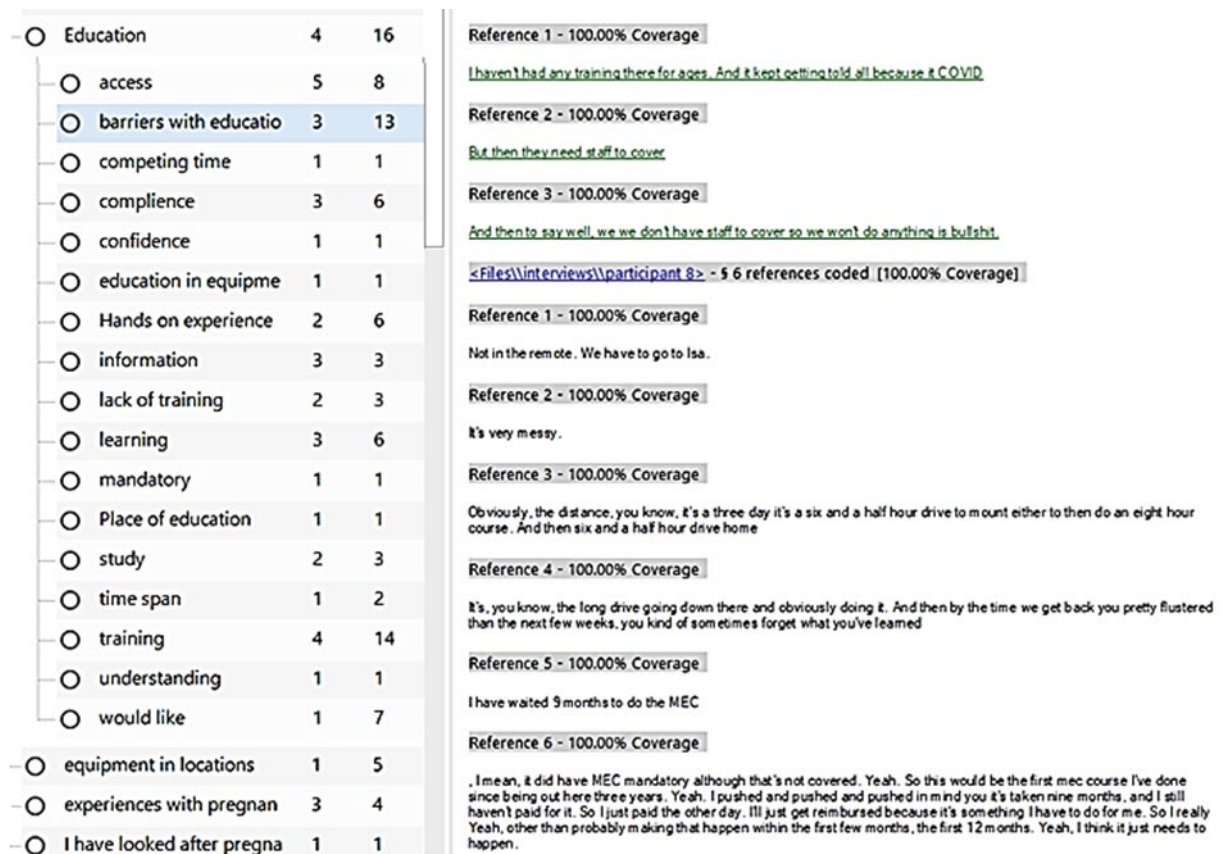 Education 4 16
access 5 8
barriers with educatio 3 13
competing time 1 1
complience 3 6
confidence 1 1
education in equipme 1 1
Hands on experience 2 6
information 3 3
lack of training 2 3
learning 3 6
mandatory 1 1
Place of education 1 1
study 2 3
time span 1 2
training 4 14
understanding 1 1
would like 1 7
equipment in locations 1 5
experiences with pregnan 3 4
I have looked after pregna 1 1
Reference 1 - 100.00% Coverage
I haven't had any training there for ages. And it kept getting told all because it COVID
Reference 2 - 100.00% Coverage
But then they need staff to cover
Reference 3 - 100.00% Coverage
And then to say well, we we don't have staff to cover so we won't do anything is bullshit.
<Files\\interviews\\participant 8> - § 6 references coded [100.00% Coverage]
Reference 1 - 100.00% Coverage
Not in the remote. We have to go to Isa.
Reference 2 - 100.00% Coverage
It's very messy.
Reference 3 - 100.00% Coverage
Obviously, the distance, you know, it's a three day it's a six and a half hour drive to mount either to then do an eight hour
course. And then six and a half hour drive home
Reference 4 - 100.00% Coverage
It's, you know, the long drive going down there and obviously doing it. And then by the time we get back you pretty flustered
than the next few weeks, you kind of sometimes forget what you've learned
Reference 5 - 100.00% Coverage
I have waited 9 months to do the MEC
Reference 6 - 100.00% Coverage
, I mean, it did have MEC mandatory although that's not covered. Yeah. So this would be the first mec course I've done
since being out here three years. Yeah. I pushed and pushed and pushed in mind you it's taken nine months, and I still
haven't paid for it. So I just paid the other day. I'll just get reimbursed because it's something I have to do for me. So I really
Yeah, other than probably making that happen within the first few months, the first 12 months. Yeah, I think it just needs to
happen.